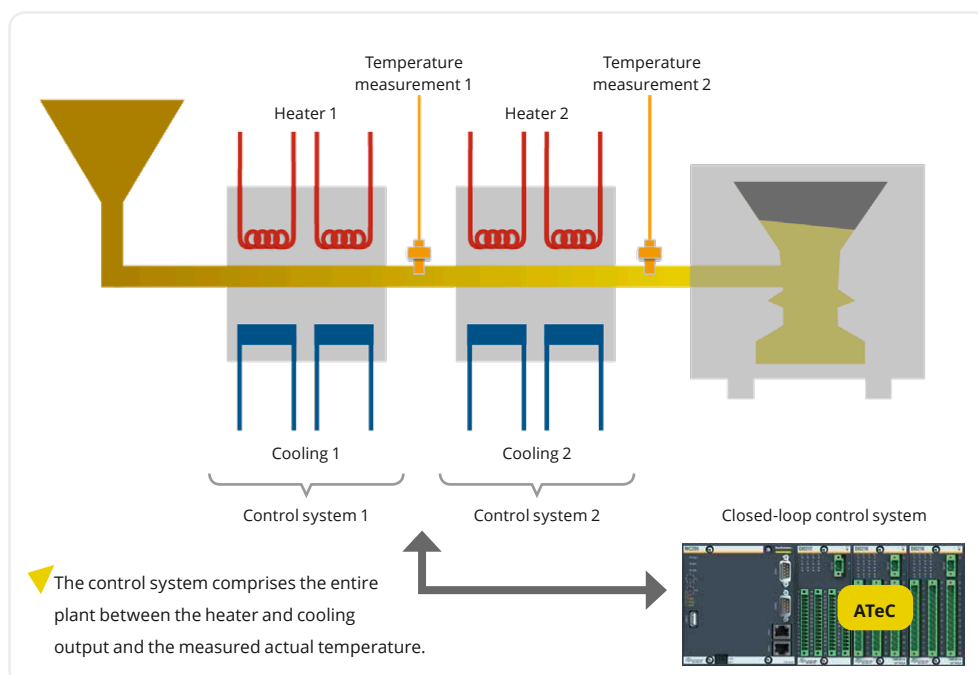 Temperature
measurement 1
Temperature
measurement 2
Heater 1
Heater 2
Cooling 1
Cooling 2
Control system 1
Control system 2
Closed-loop control system
The control system comprises the entire
plant between the heater and cooling
output and the measured actual temperature.
ATeC